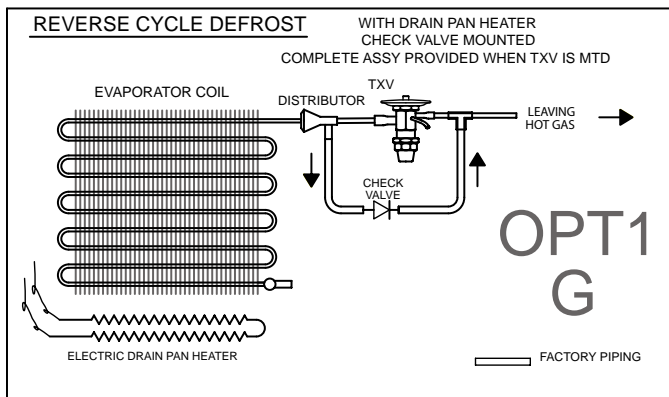 REVERSE CYCLE DEFROST
WITH DRAIN PAN HEATER
CHECK VALVE MOUNTED
COMPLETE ASSY PROVIDED WHEN TXV IS MTD
EVAPORATOR COIL
DISTRIBUTOR
TXV
LEAVING
HOT GAS
CHECK
VALVE
OPT1
G
ELECTRIC DRAIN PAN HEATER
FACTORY PIPING